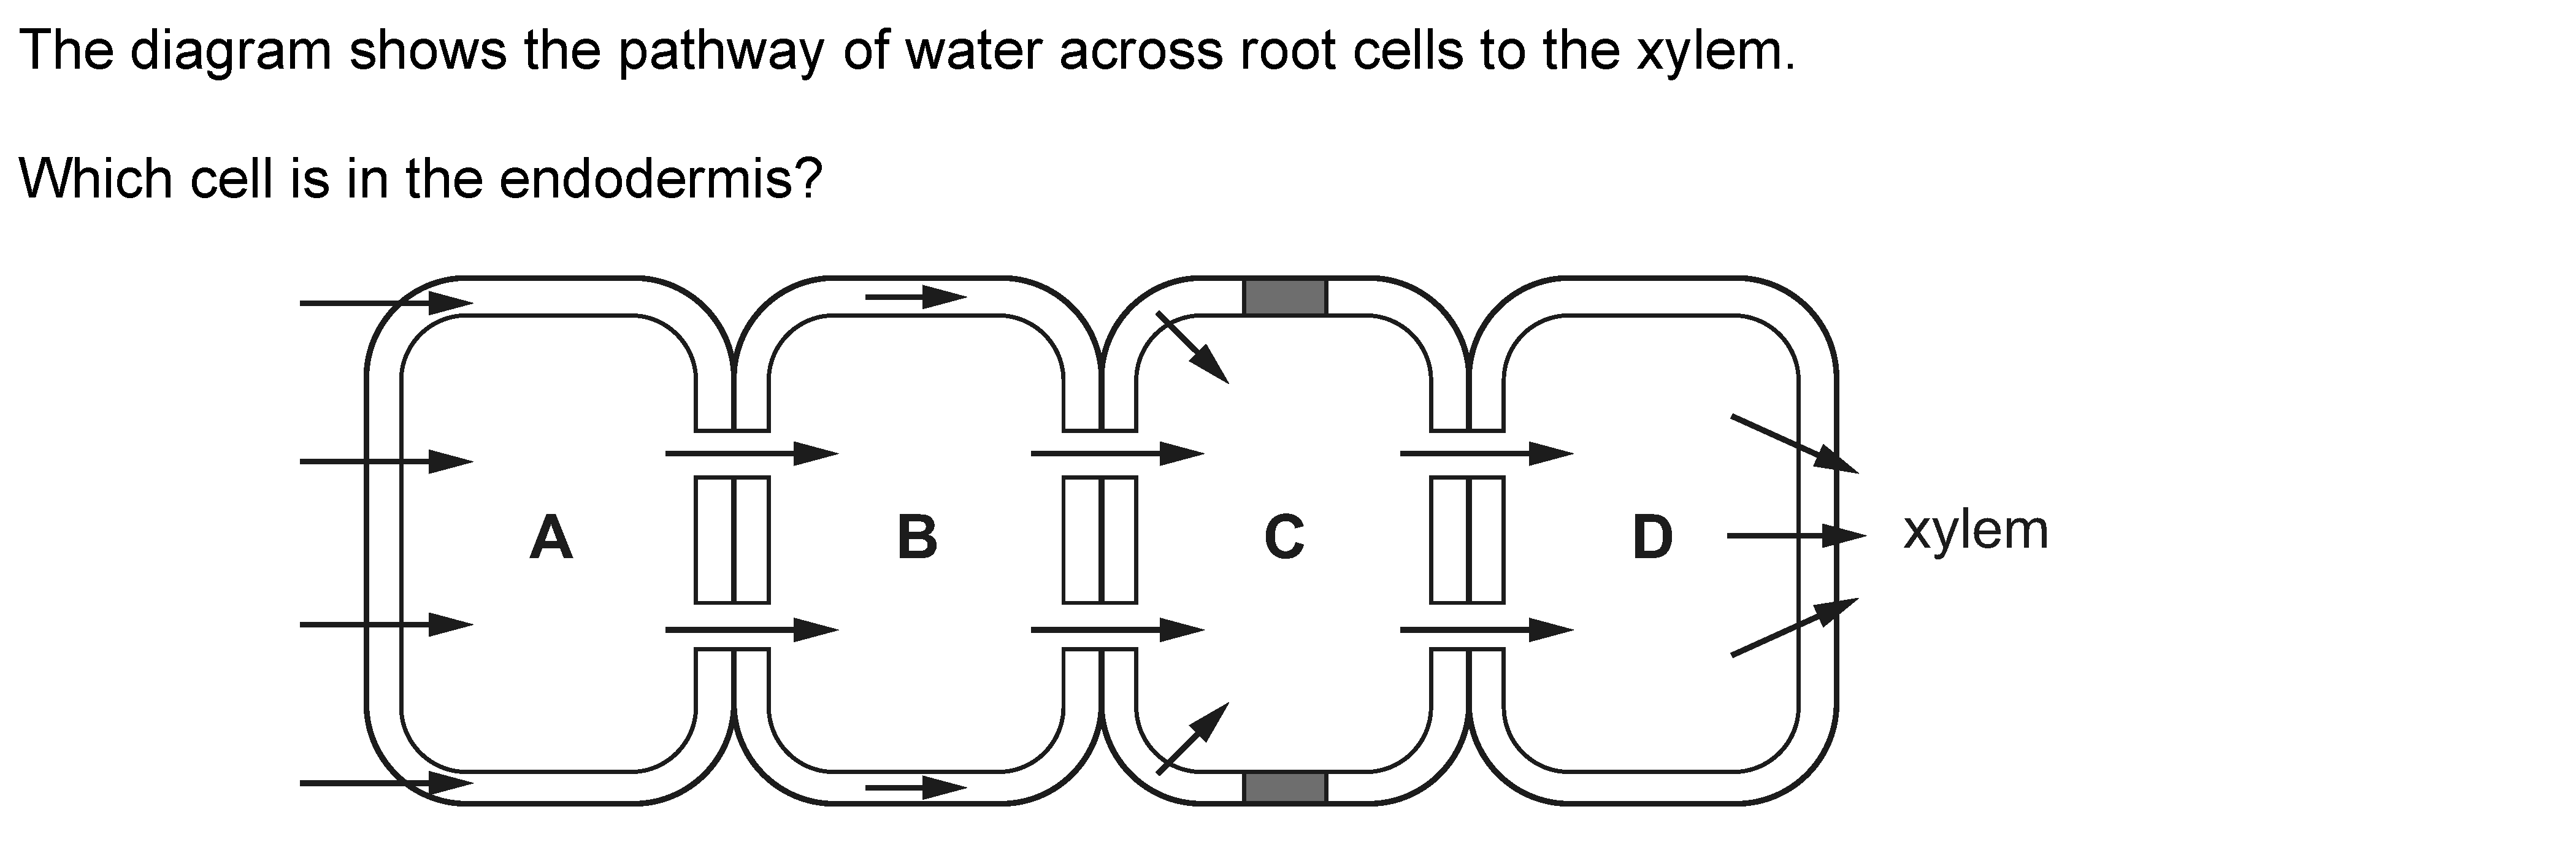 The diagram shows the pathway of water across root cells to the xylem.
Which cell is in the endodermis?
A B C D xylem